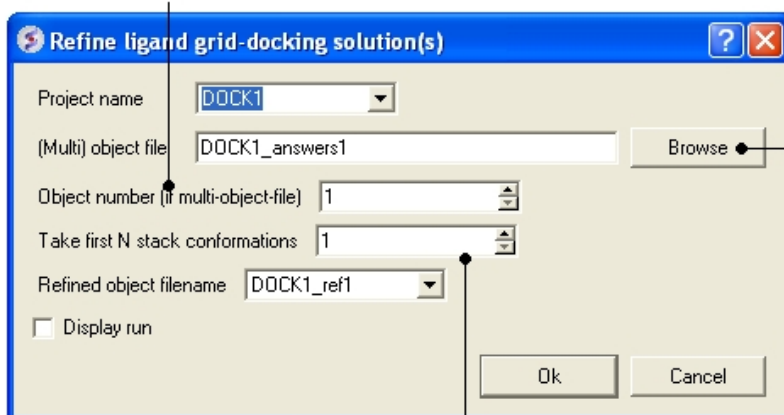 Refine ligand grid-docking solution(s)
Project name DOCK1
(Multi) object file DOCK1_answers1 Browse
Object number (if multi-object-file) 1
Take first N stack conformations 1
Refined object filename DOCK1_ref1
Display run
Ok Cancel